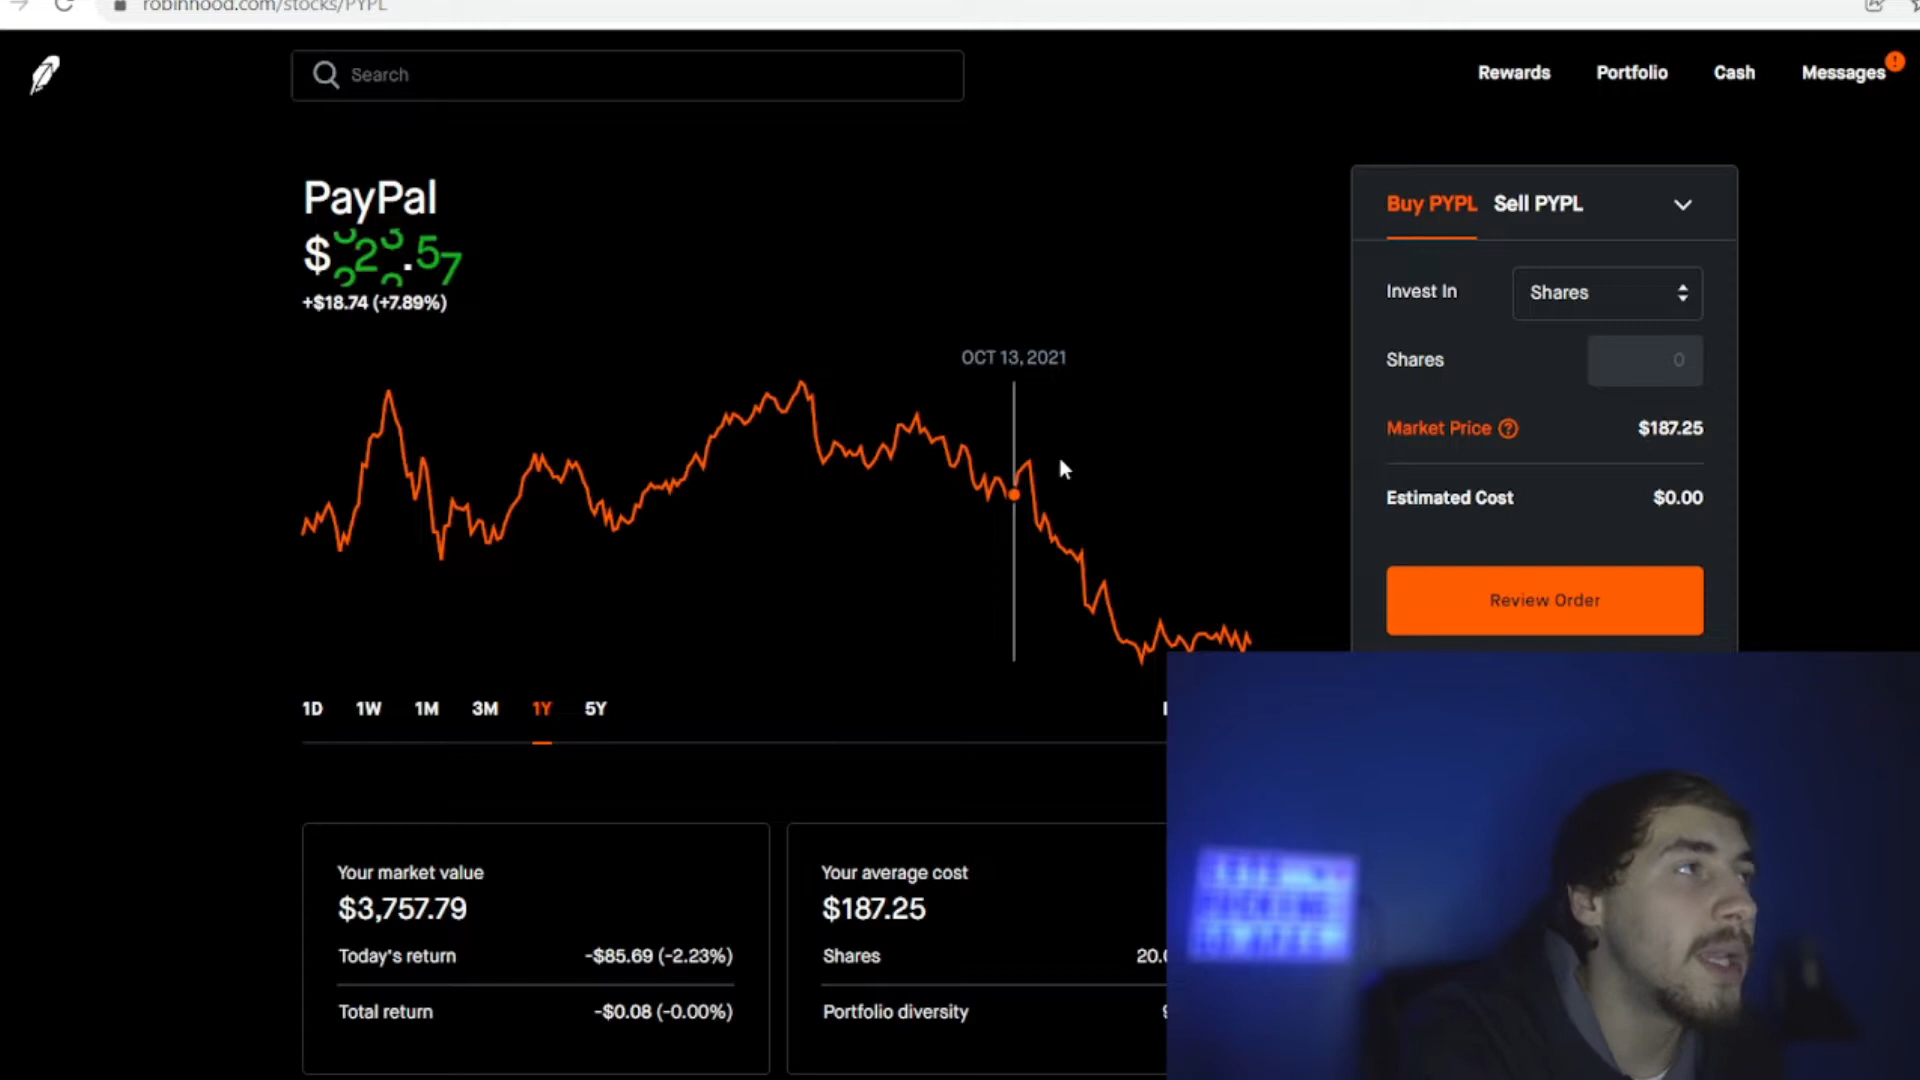 robinhood.com/stocks/PYPL
Search
Rewards
Portfolio
Cash
Messages
PayPal
+$18.74 (+7.89%)
OCT 13, 2021
1D
1W
1M
3M
1Y
5Y
Buy PYPL
Sell PYPL
Invest In
Shares
Shares
0
Market Price
$187.25
Estimated Cost
$0.00
Review Order
Your market value
$3,757.79
Today's return
-$85.69 (-2.23%)
Total return
-$0.08 (-0.00%)
Your average cost
$187.25
Shares
Portfolio diversity